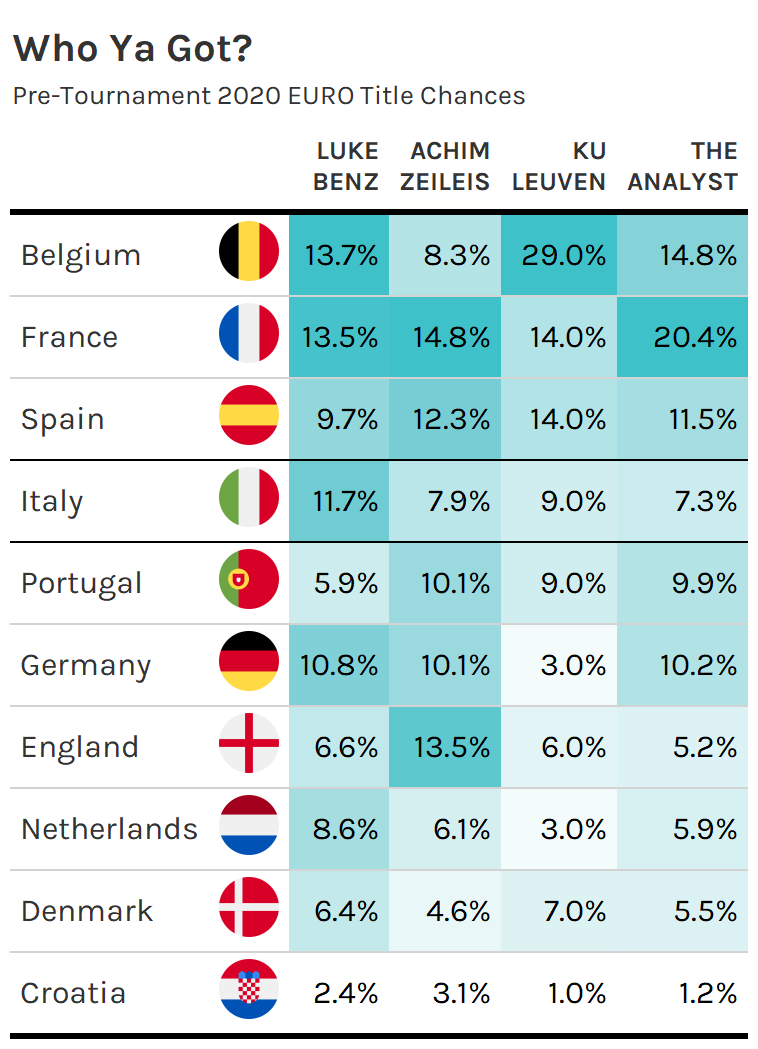 Who Ya Got?
Pre-Tournament 2020 EURO Title Chances
LUKE ACHIM KU THE
BENZ ZEILEIS LEUVEN ANALYST
Belgium 13.7% 8.3% 29.0% 14.8%
France 13.5% 14.8% 14.0% 20.4%
Spain 9.7% 12.3% 14.0% 11.5%
Italy 11.7% 7.9% 9.0% 7.3%
Portugal 5.9% 10.1% 9.0% 9.9%
Germany 10.8% 10.1% 3.0% 10.2%
England 6.6% 13.5% 6.0% 5.2%
Netherlands 8.6% 6.1% 3.0% 5.9%
Denmark 6.4% 4.6% 7.0% 5.5%
Croatia 2.4% 3.1% 1.0% 1.2%